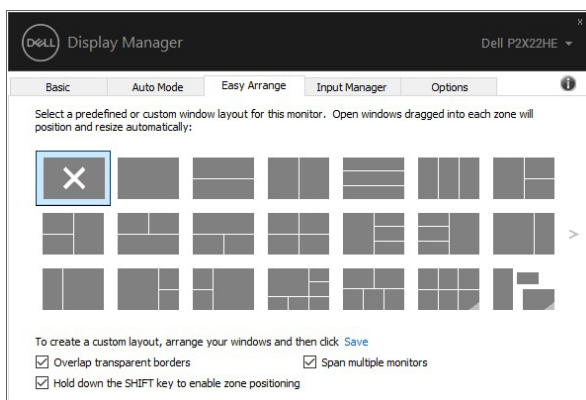 x
DELL Display Manager
Dell P2X22HE
Basic Auto Mode Easy Arrange Input Manager Options i
Select a predefined or custom window layout for this monitor. Open windows dragged into each zone will
position and resize automatically:
>
To create a custom layout, arrange your windows and then click Save
Overlap transparent borders
Span multiple monitors
Hold down the SHIFT key to enable zone positioning